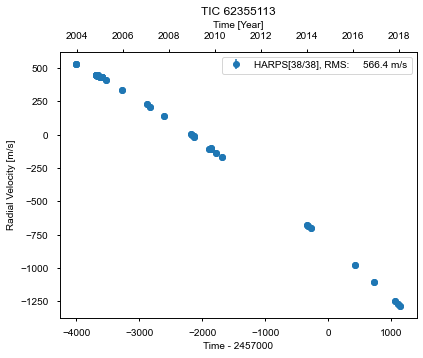 TIC 62355113
Time [Year]
2004 2006 2008 2010 2012 2014 2016 2018
HARPS[38/38], RMS: 566.4 m/s
500
250
0
−250
−500
−750
−1000
−1250
Radial Velocity [m/s]
−4000 −3000 −2000 −1000 0 1000
Time - 2457000